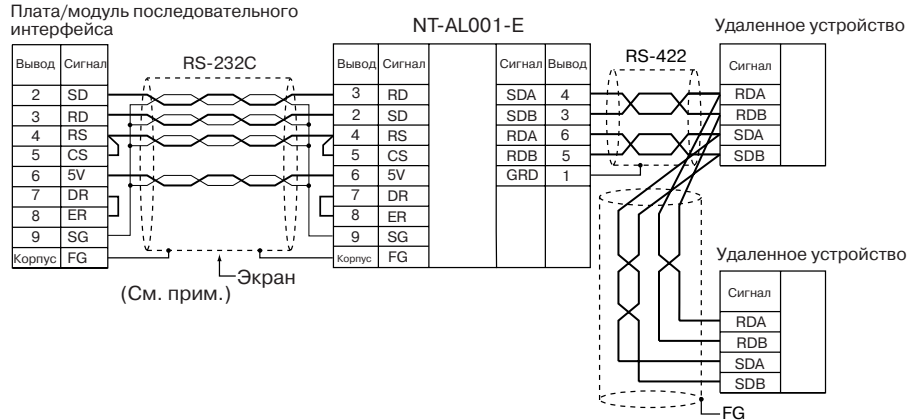 Плата/модуль последовательного
интерфейса
NT-AL001-E
Удаленное устройство
RS-232C
RS-422
Вывод Сигнал
2 SD
3 RD
4 RS
5 CS
6 5V
7 DR
8 ER
9 SG
Корпус FG
Вывод Сигнал
3 RD
2 SD
4 RS
5 CS
6 5V
7 DR
8 ER
9 SG
Корпус FG
Сигнал Вывод
SDA 4
SDB 3
RDA 6
RDB 5
GRD 1
Сигнал
RDA
RDB
SDA
SDB
Экран
(См. прим.)
Удаленное устройство
Сигнал
RDA
RDB
SDA
SDB
FG